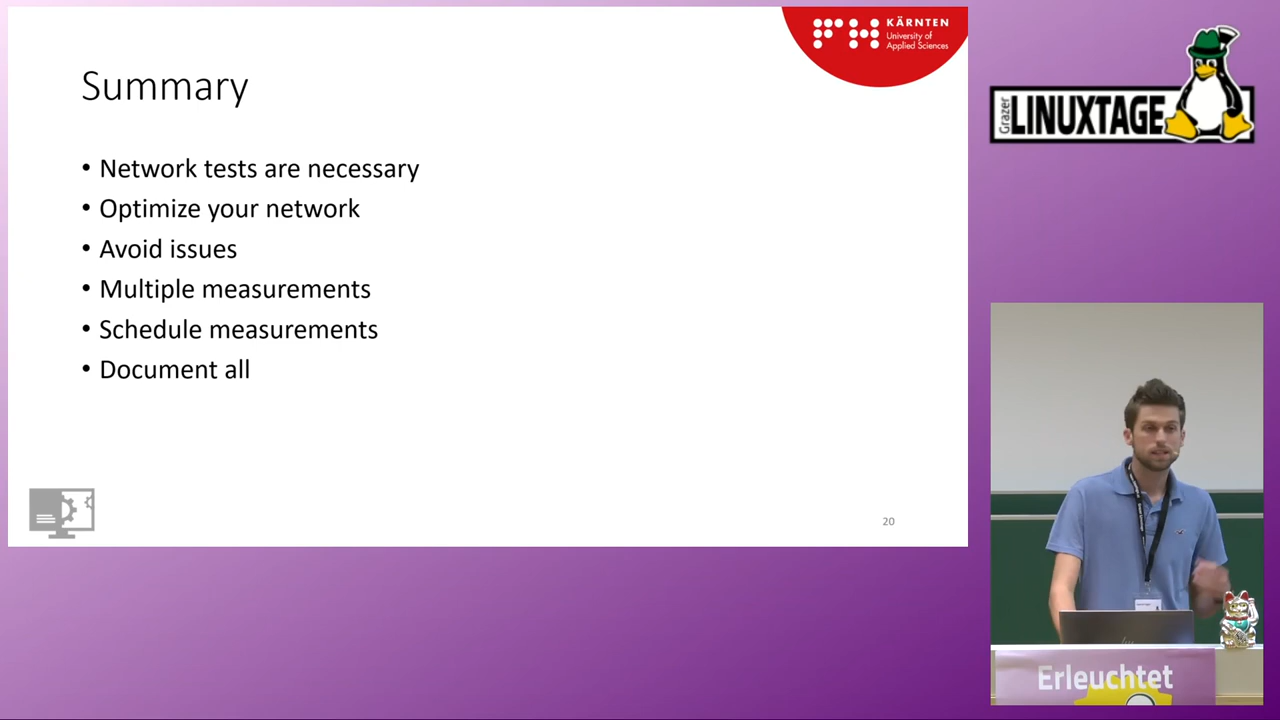 Summary
• Network tests are necessary
• Optimize your network
• Avoid issues
• Multiple measurements
• Schedule measurements
• Document all
20
FH KÄRNTEN
University of
Applied Sciences
Grazer
LINUXTAGE
Erleuchtet